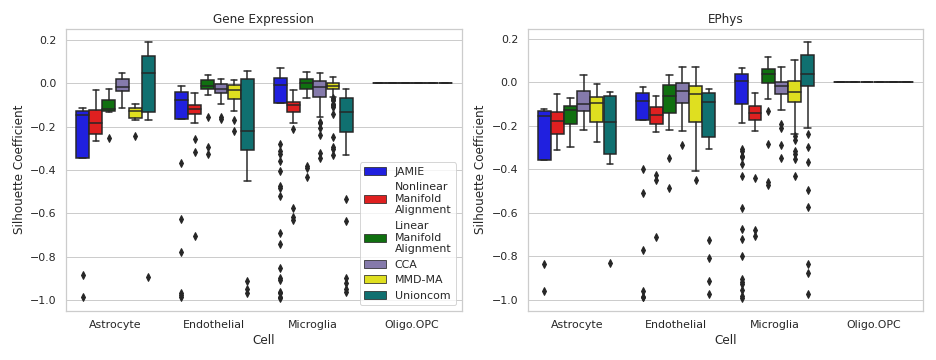 Gene Expression
Silhouette Coefficient
0.2
0.0
−0.2
−0.4
−0.6
−0.8
−1.0
Astrocyte
Endothelial
Microglia
Oligo.OPC
Cell
JAMIE
Nonlinear
Manifold
Alignment
Linear
Manifold
Alignment
CCA
MMD-MA
Unioncom
EPhys
Silhouette Coefficient
0.2
0.0
−0.2
−0.4
−0.6
−0.8
−1.0
Astrocyte
Endothelial
Microglia
Oligo.OPC
Cell